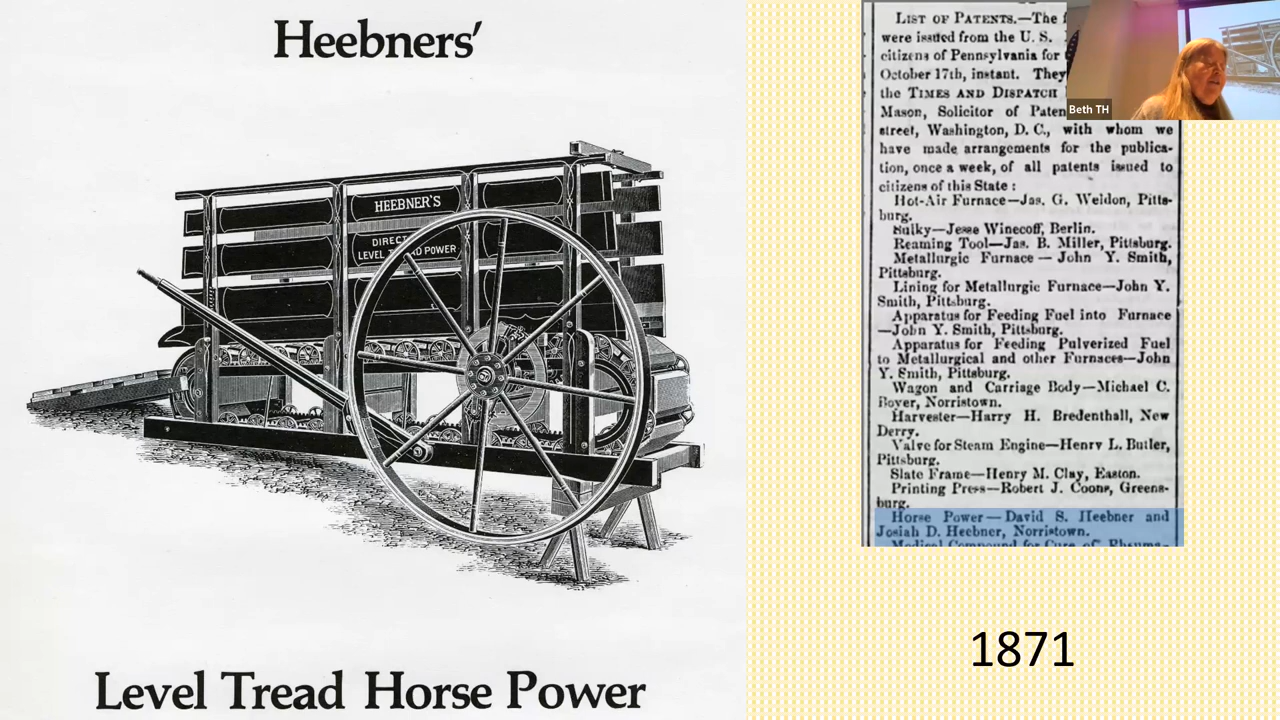 Heebners'
HEEBNER'S
DIRECT
LEVEL TREAD POWER
Level Tread Horse Power
LIST OF PATENTS.—The
were issued from the U. S.
citizens of Pennsylvania for
October 17th, instant. They
the TIMES AND DISPATCH
Mason, Solicitor of Paten
street, Washington, D. C., with whom we
have made arrangements for the publica-
tion, once a week, of all patents issued to
citizens of this State :
Hot-Air Furnace—Jas. G. Weldon, Pitts-
burg.
Sulky—Jesse Winecoff, Berlin.
Reaming Tool—Jas. B. Miller, Pittsburg.
Metallurgic Furnace — John Y. Smith,
Pittsburg.
Lining for Metallurgic Furnace—John Y.
Smith, Pittsburg.
Apparatus for Feeding Fuel into Furnace
—John Y. Smith, Pittsburg.
Apparatus for Feeding Pulverized Fuel
to Metallurgical and other Furnaces—John
Y. Smith, Pittsburg.
Wagon and Carriage Body—Michael C.
Boyer, Norristown.
Harvester—Harry H. Bredenthall, New
Derry.
Valve for Steam Engine—Henry L. Butler,
Pittsburg.
Slate Frame—Henry M. Clay, Easton.
Printing Press—Robert J. Coons, Greens-
burg.
Horse Power—David S. Heebner and
Josiah D. Heebner, Norristown.
Medical Compound for Cure of Rheuma-
Beth TH
1871